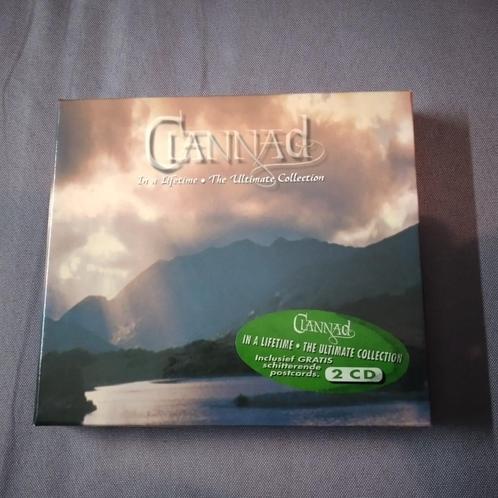 CLANNAd
In a Lifetime • The Ultimate Collection
CLANNAd
IN A LIFETIME • THE ULTIMATE COLLECTION
Inclusief GRATIS
schitterende
postcards. 2 CD